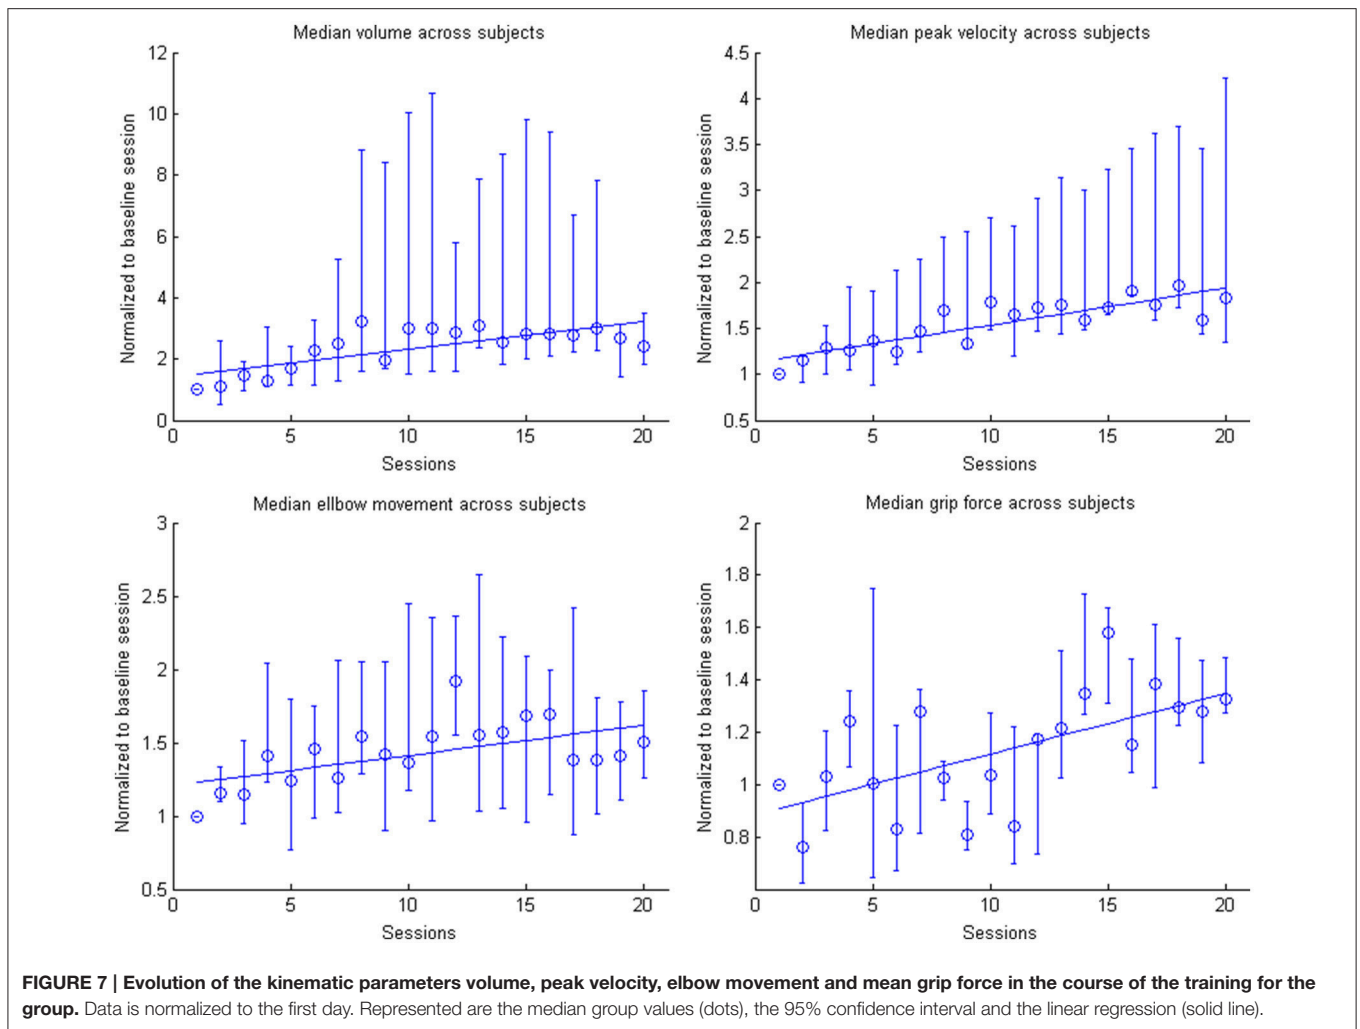 Median volume across subjects
12
10
8
6
4
2
0
0 5 10 15 20
Normalized to baseline session
Sessions
Median peak velocity across subjects
4.5
4
3.5
3
2.5
2
1.5
1
0.5
0 5 10 15 20
Normalized to baseline session
Sessions
Median ellbow movement across subjects
3
2.5
2
1.5
1
0.5
0 5 10 15 20
Normalized to baseline session
Sessions
Median grip force across subjects
2
1.8
1.6
1.4
1.2
1
0.8
0 5 10 15 20
Normalized to baseline session
Sessions
FIGURE 7 | Evolution of the kinematic parameters volume, peak velocity, elbow movement and mean grip force in the course of the training for the
group. Data is normalized to the first day. Represented are the median group values (dots), the 95% confidence interval and the linear regression (solid line).